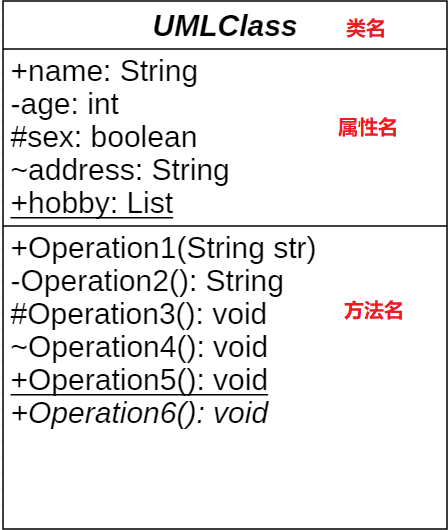 UMLClass 类名
+name: String
-age: int
#sex: boolean 属性名
~address: String
+hobby: List
+Operation1(String str)
-Operation2(): String
#Operation3(): void 方法名
~Operation4(): void
+Operation5(): void
+Operation6(): void